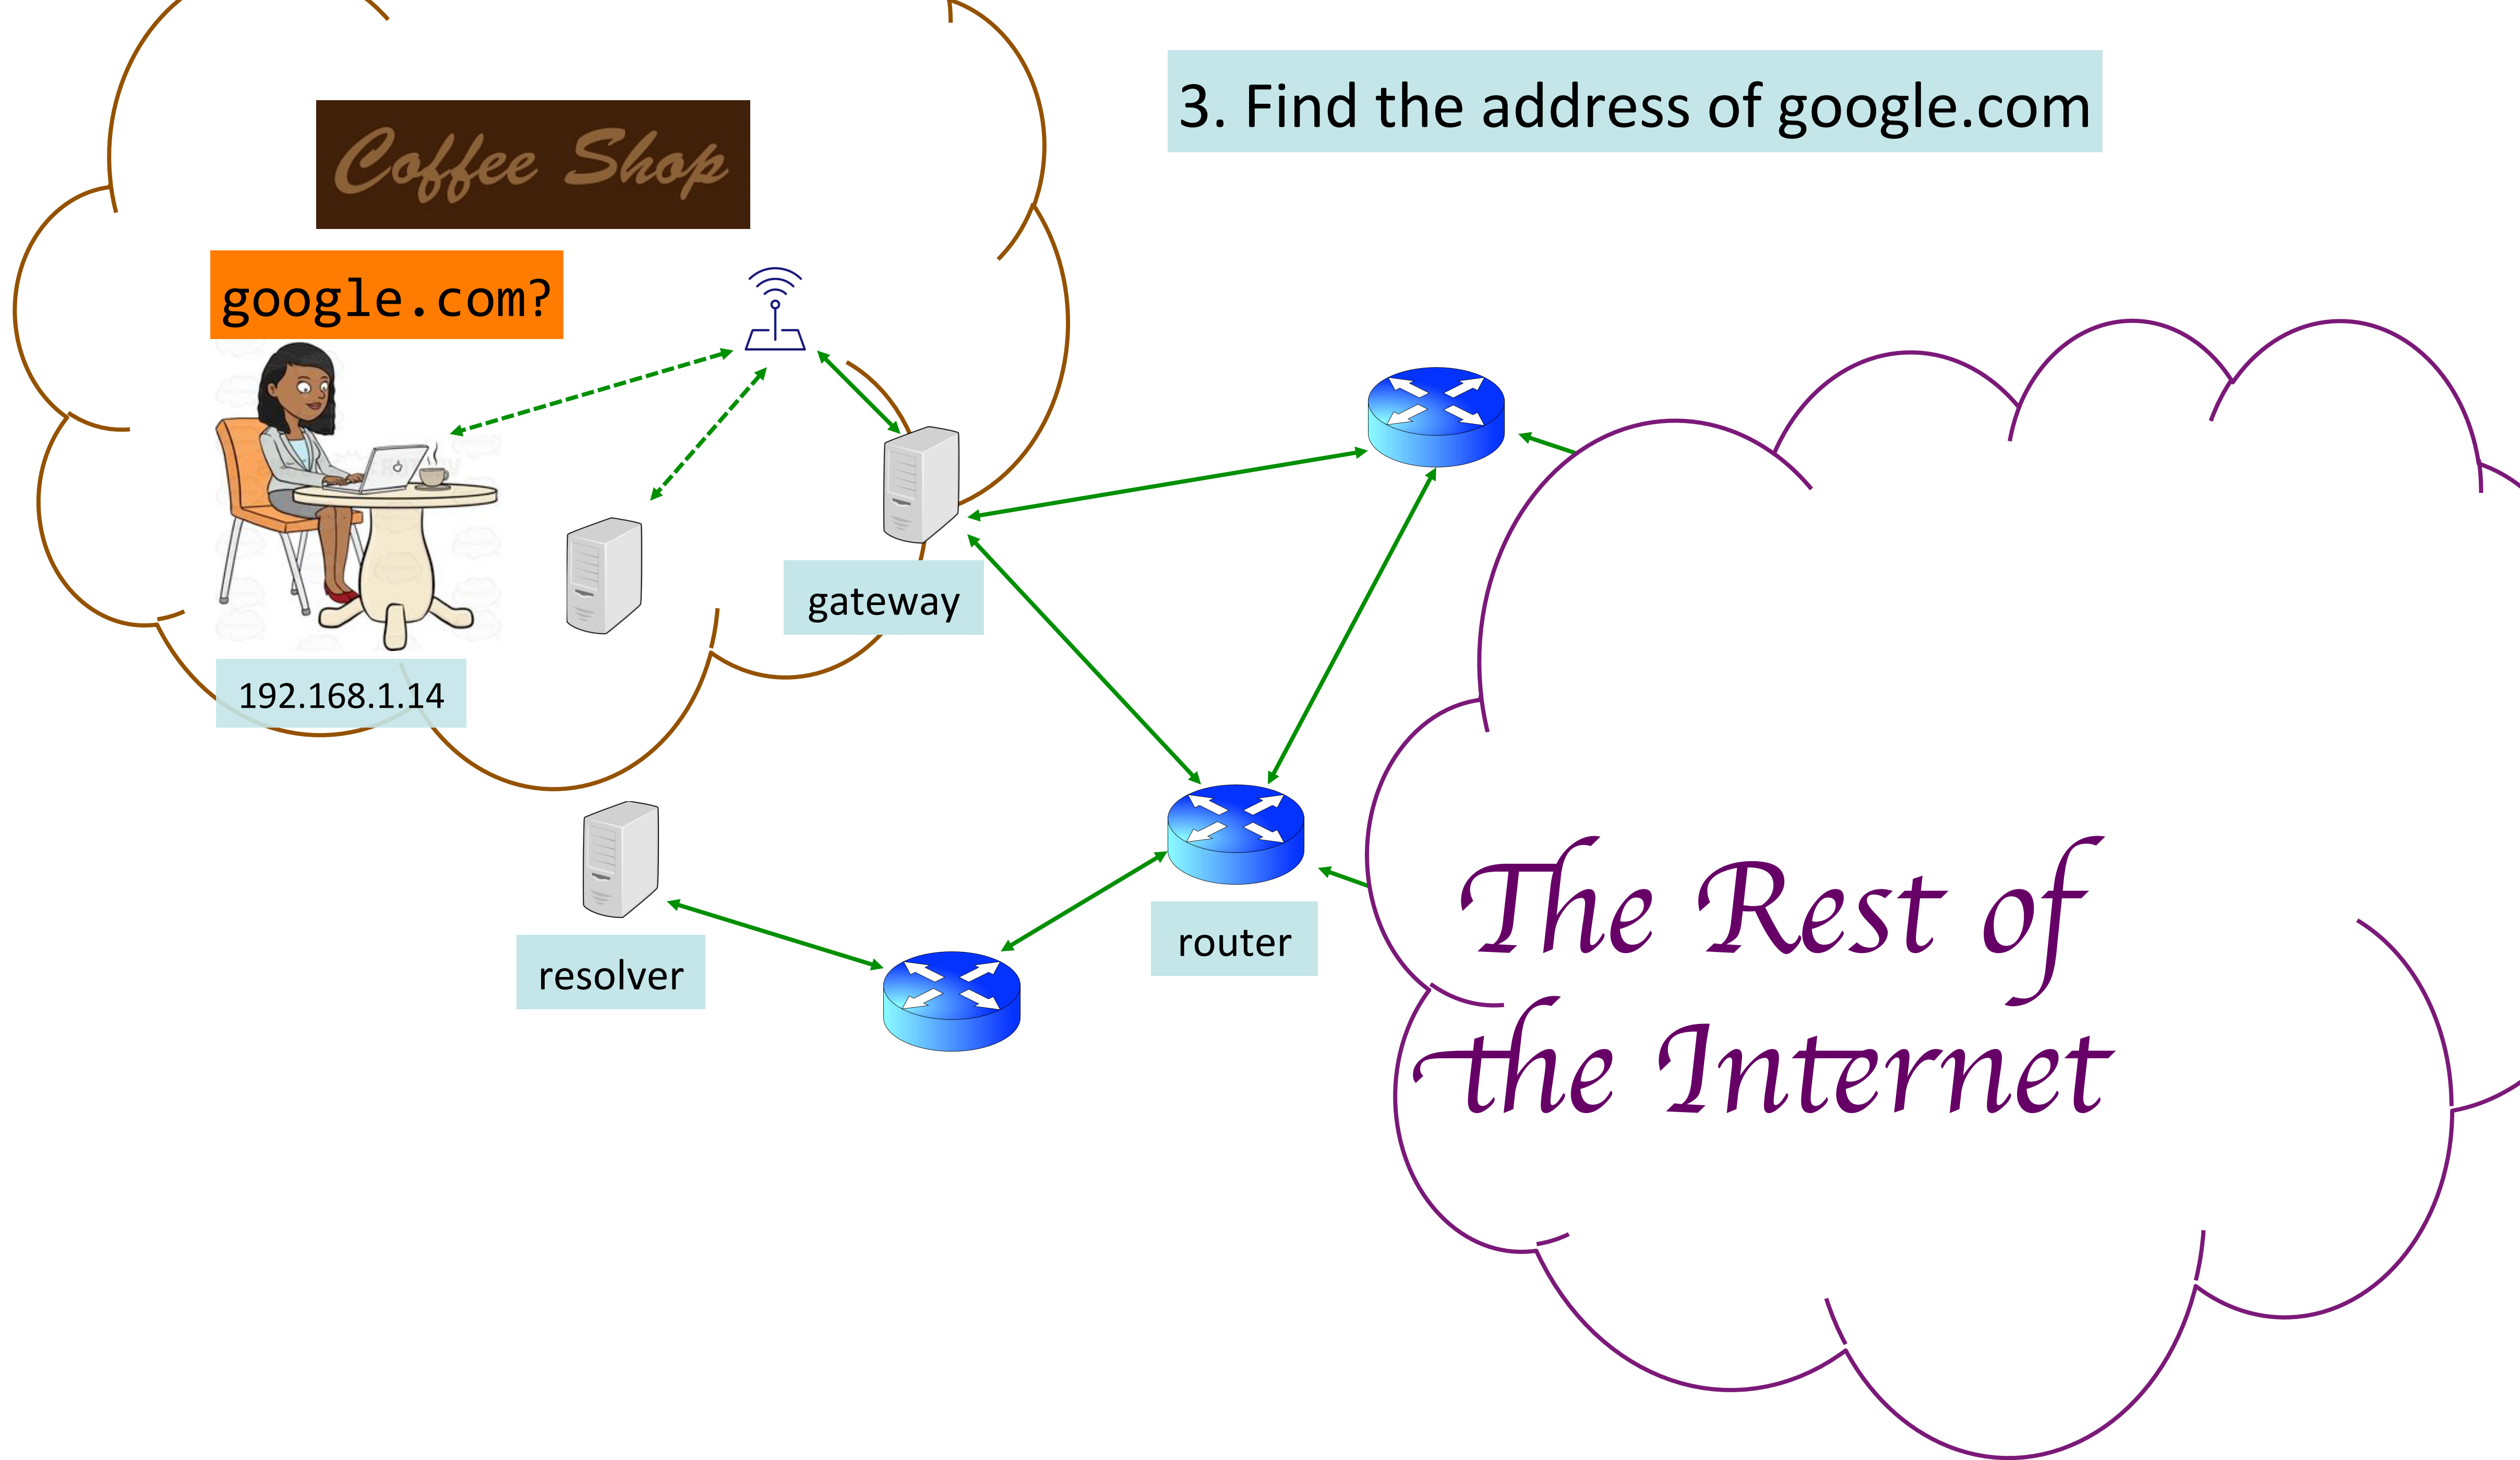 3. Find the address of google.com
Coffee Shop
google.com?
gateway
192.168.1.14
router
resolver
The Rest of
the Internet